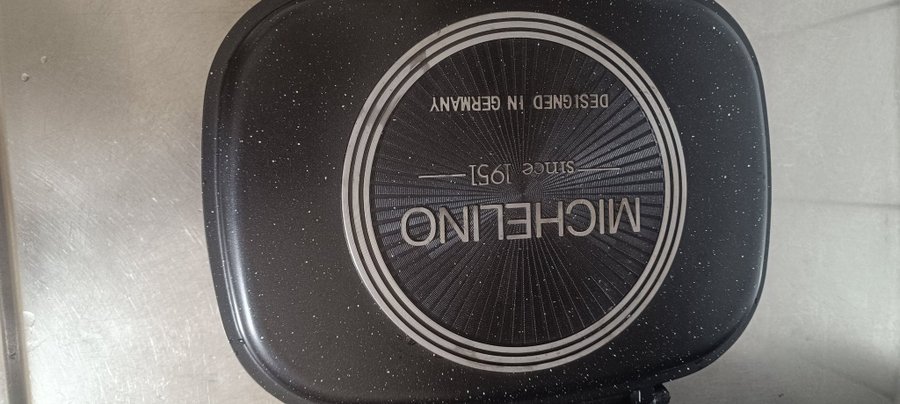 MICHELINO
since 1951
DESIGNED IN GERMANY